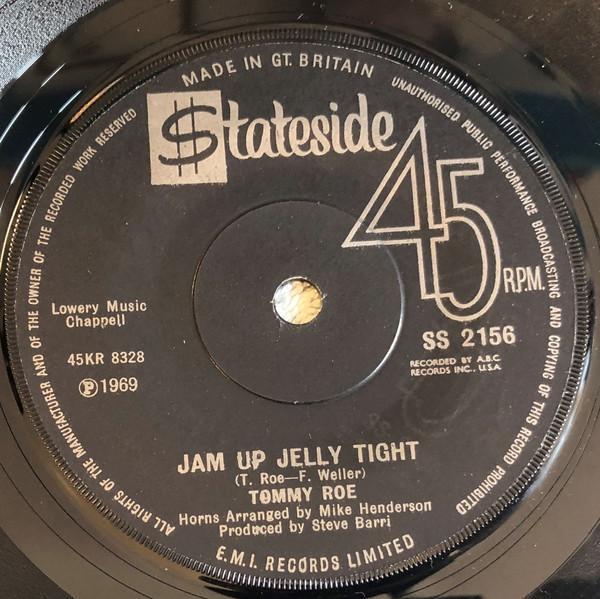 MADE IN GT. BRITAIN
UNAUTHORISED PUBLIC PERFORMANCE BROADCASTING AND COPYING OF THIS RECORD PROHIBITED
ALL RIGHTS OF THE MANUFACTURER AND OF THE OWNER OF THE RECORDED WORK RESERVED
$tateside
45 R.P.M.
Lowery Music
Chappell
45KR 8328
Ⓟ1969
SS 2156
RECORDED BY A.B.C.
RECORDS INC., U.S.A.
JAM UP JELLY TIGHT
(T. Roe—F. Weller)
TOMMY ROE
Horns Arranged by Mike Henderson
Produced by Steve Barri
E.M.I. RECORDS LIMITED